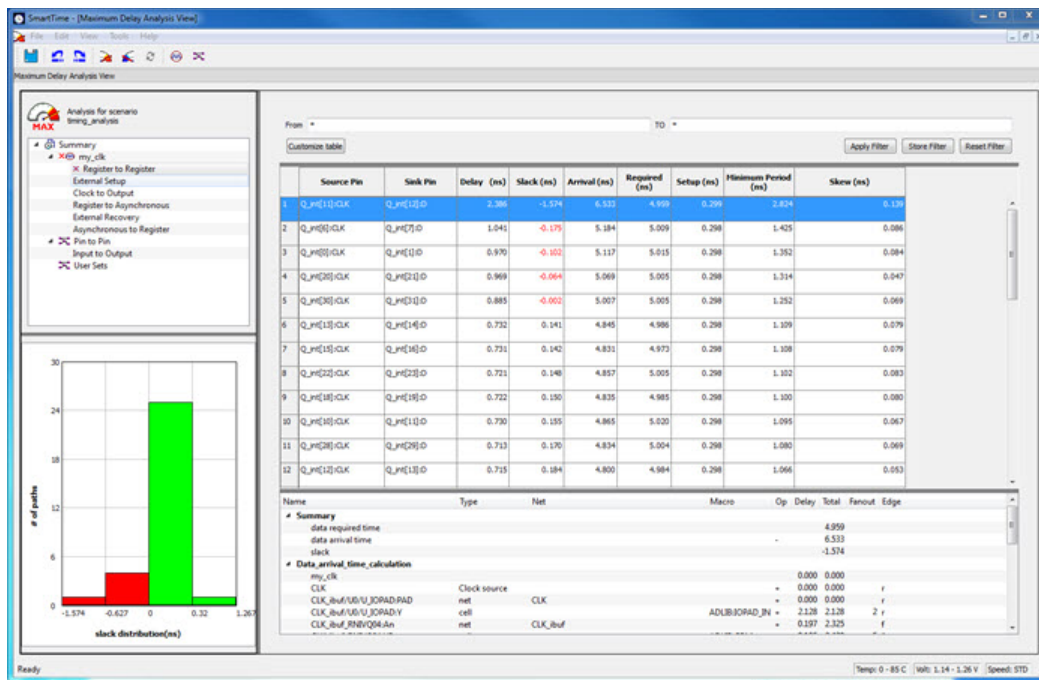 SmartTime - [Maximum Delay Analysis View]
File Edit View Tools Help
Maximum Delay Analysis View
MAX
Analysis for scenario
timing_analysis
Summary
my_clk
Register to Register
External Setup
Clock to Output
Register to Asynchronous
External Recovery
Asynchronous to Register
Pin to Pin
Input to Output
User Sets
From *
TO *
Customize table
Apply Filter Store Filter Reset Filter
Source Pin Sink Pin Delay (ns) Slack (ns) Arrival (ns) Required (ns) Setup (ns) Minimum Period (ns) Skew (ns)
1 Q_int[11]:CLK Q_int[12]:D 2.386 -1.574 6.533 4.959 0.299 2.824 0.139
2 Q_int[6]:CLK Q_int[7]:D 1.041 -0.175 5.184 5.009 0.298 1.425 0.086
3 Q_int[0]:CLK Q_int[1]:D 0.970 -0.102 5.117 5.015 0.298 1.352 0.084
4 Q_int[20]:CLK Q_int[21]:D 0.969 -0.064 5.069 5.005 0.298 1.314 0.047
5 Q_int[30]:CLK Q_int[31]:D 0.885 -0.002 5.007 5.005 0.298 1.252 0.069
6 Q_int[13]:CLK Q_int[14]:D 0.732 0.141 4.845 4.986 0.298 1.109 0.079
7 Q_int[15]:CLK Q_int[16]:D 0.731 0.142 4.831 4.973 0.298 1.108 0.079
8 Q_int[22]:CLK Q_int[23]:D 0.721 0.148 4.857 5.005 0.298 1.102 0.083
9 Q_int[18]:CLK Q_int[19]:D 0.722 0.150 4.835 4.985 0.298 1.100 0.080
10 Q_int[10]:CLK Q_int[11]:D 0.730 0.155 4.865 5.020 0.298 1.095 0.067
11 Q_int[28]:CLK Q_int[29]:D 0.713 0.170 4.834 5.004 0.298 1.080 0.069
12 Q_int[12]:CLK Q_int[13]:D 0.715 0.184 4.800 4.984 0.298 1.066 0.053
30
24
18
12
6
0
# of paths
-1.574 -0.627 0 0.32 1.267
slack distribution(ns)
Name Type Net Macro Op Delay Total Fanout Edge
Summary
data required time 4.959
data arrival time - 6.533
slack -1.574
Data_arrival_time_calculation
my_clk 0.000 0.000
CLK Clock source + 0.000 0.000 r
CLK_ibuf/U0/U_IOPAD:PAD net CLK + 0.000 0.000 r
CLK_ibuf/U0/U_IOPAD:Y cell ADLIB:IOPAD_IN + 2.128 2.128 2 r
CLK_ibuf_RNIVQ04:An net CLK_ibuf + 0.197 2.325 f
Ready
Temp: 0 - 85 C Volt: 1.14 - 1.26 V Speed: STD